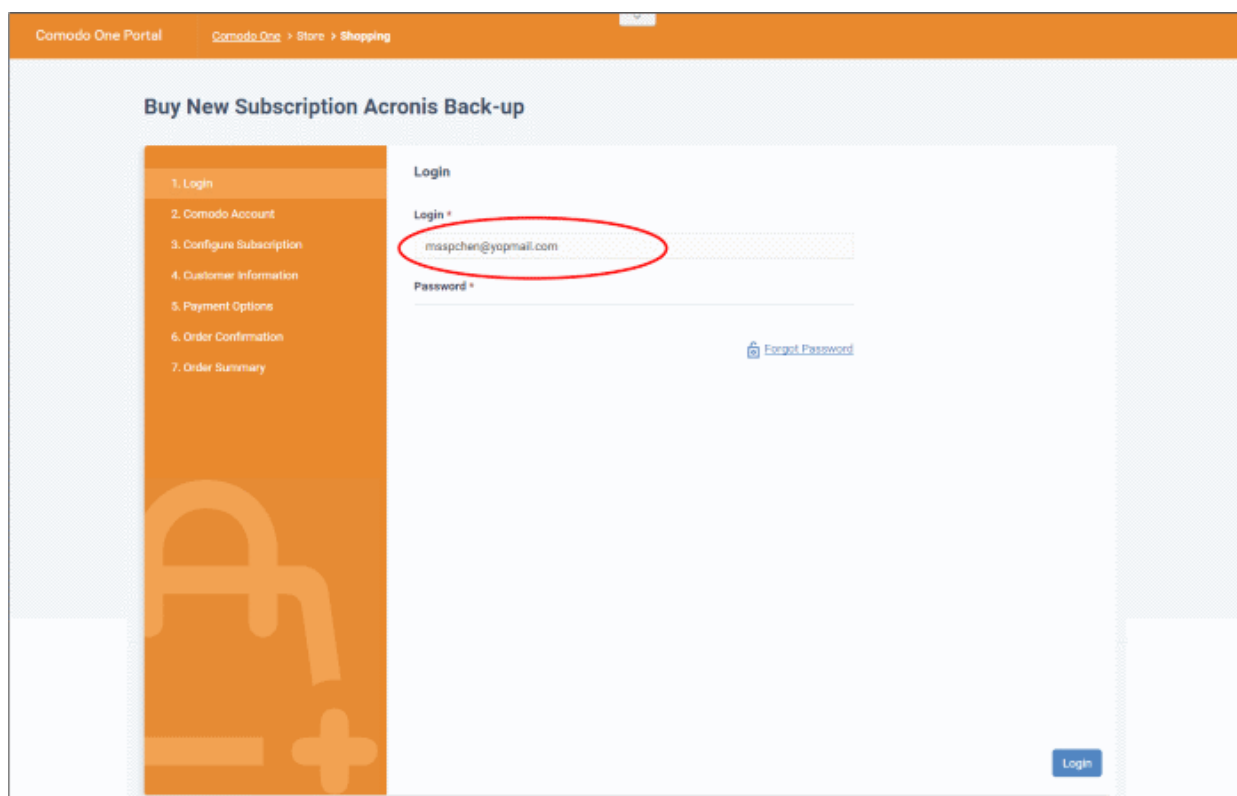 Comodo One Portal Comodo One > Store > Shopping
Buy New Subscription Acronis Back-up
1. Login
2. Comodo Account
3. Configure Subscription
4. Customer Information
5. Payment Options
6. Order Confirmation
7. Order Summary
Login
Login *
msspchen@yopmail.com
Password *
Forgot Password
Login